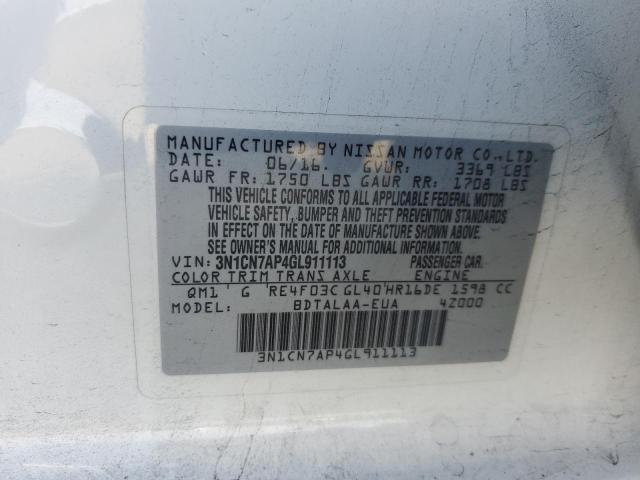 MANUFACTURED BY NISSAN MOTOR CO.,LTD.
DATE: 06/16. GVWR: 3369 LBS
GAWR FR: 1750 LBS GAWR RR: 1708 LBS
THIS VEHICLE CONFORMS TO ALL APPLICABLE FEDERAL MOTOR
VEHICLE SAFETY, BUMPER AND THEFT PREVENTION STANDARDS
IN EFFECT ON THE DATE OF MANUFACTURE SHOWN ABOVE.
SEE OWNER'S MANUAL FOR ADDITIONAL INFORMATION.
VIN: 3N1CN7AP4GL911113 PASSENGER CAR.
COLOR TRIM TRANS AXLE ENGINE
QM1 ' G ' RE4F03C GL40 ' HR16DE 1598 CC
MODEL: BDTALAA-EUA 4Z000
3N1CN7AP4GL911113